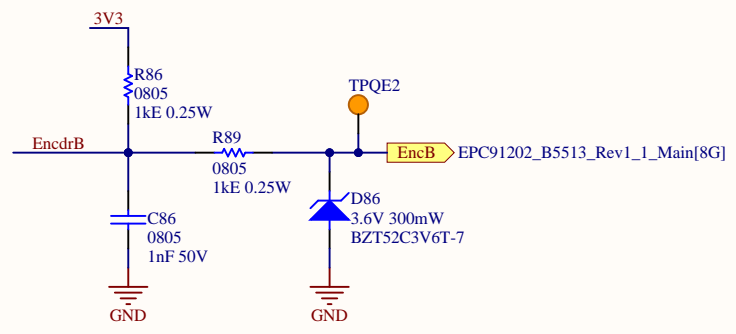 3V3
R86
0805
1kE 0.25W
TPQE2
EncdrB
R89
0805
1kE 0.25W
EncB
EPC91202_B5513_Rev1_1_Main[8G]
C86
0805
1nF 50V
D86
3.6V 300mW
BZT52C3V6T-7
GND
GND